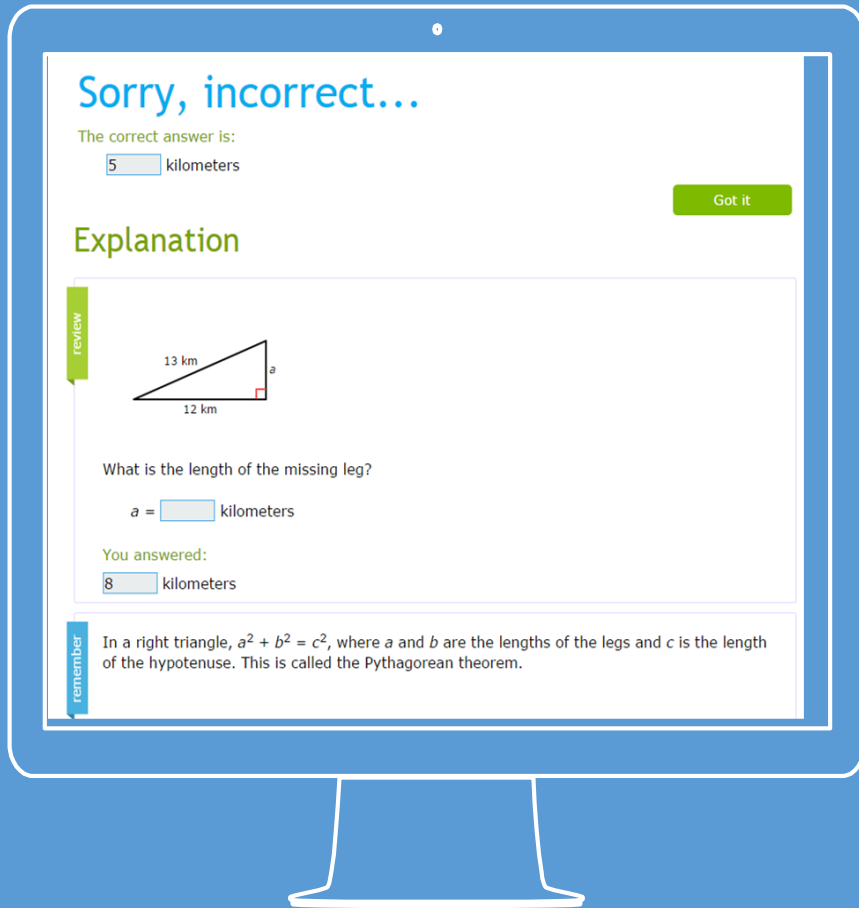 Sorry, incorrect...
The correct answer is:
5 kilometers
Got it
Explanation
review
13 km
a
12 km
What is the length of the missing leg?
a = kilometers
You answered:
8 kilometers
remember
In a right triangle, a² + b² = c², where a and b are the lengths of the legs and c is the length
of the hypotenuse. This is called the Pythagorean theorem.